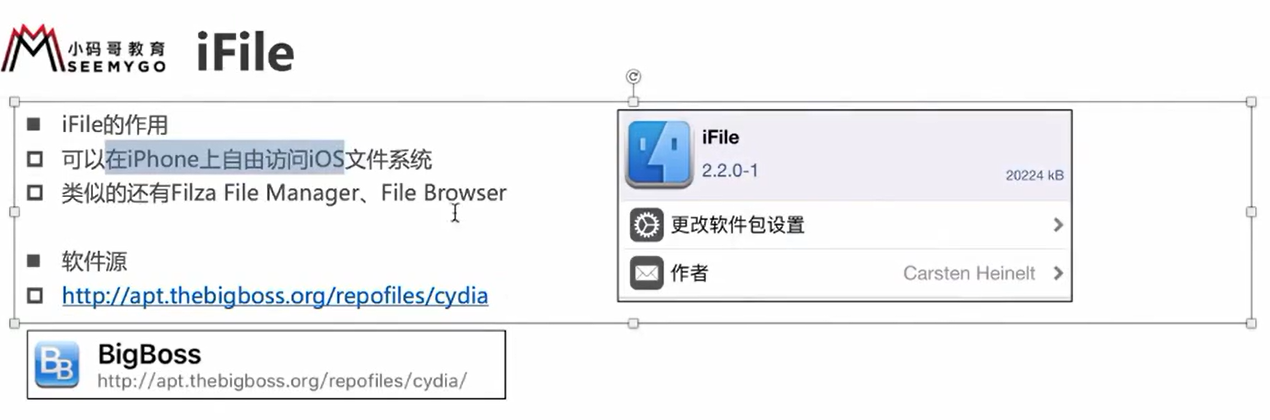 小码哥教育
SEEMYGO
iFile
iFile的作用
可以在iPhone上自由访问iOS文件系统
类似的还有Filza File Manager、File Browser
软件源
http://apt.thebigboss.org/repofiles/cydia
iFile
2.2.0-1
20224 kB
更改软件包设置
作者
Carsten Heinelt
BB
BigBoss
http://apt.thebigboss.org/repofiles/cydia/